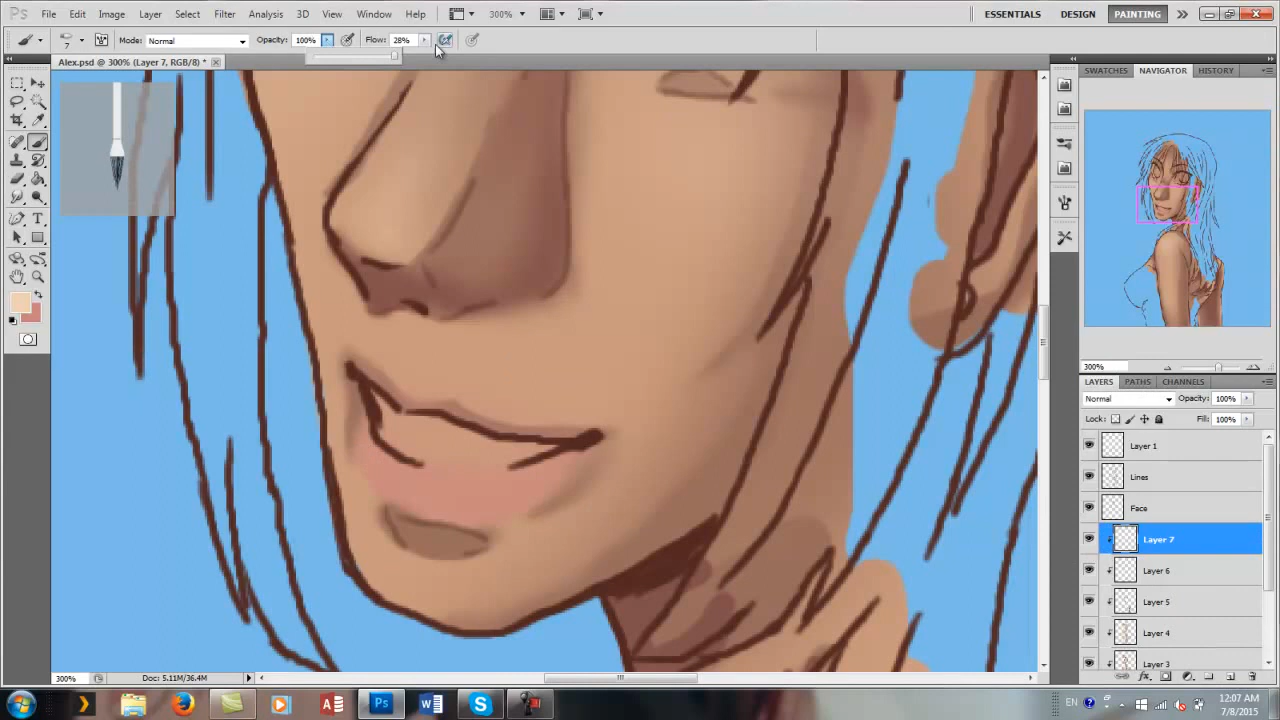 Ps File Edit Image Layer Select Filter Analysis 3D View Window Help 300% ESSENTIALS DESIGN PAINTING
7 Mode: Normal Opacity: 100% Flow: 28%
Alex.psd @ 300% (Layer 7, RGB/8) *
SWATCHES NAVIGATOR HISTORY
300%
LAYERS PATHS CHANNELS
Normal Opacity: 100%
Lock: Fill: 100%
Layer 1
Lines
Face
Layer 7
Layer 6
Layer 5
Layer 4
Layer 3
300% Doc: 5.11M/36.4M
Ps EN 12:07 AM
7/8/2015